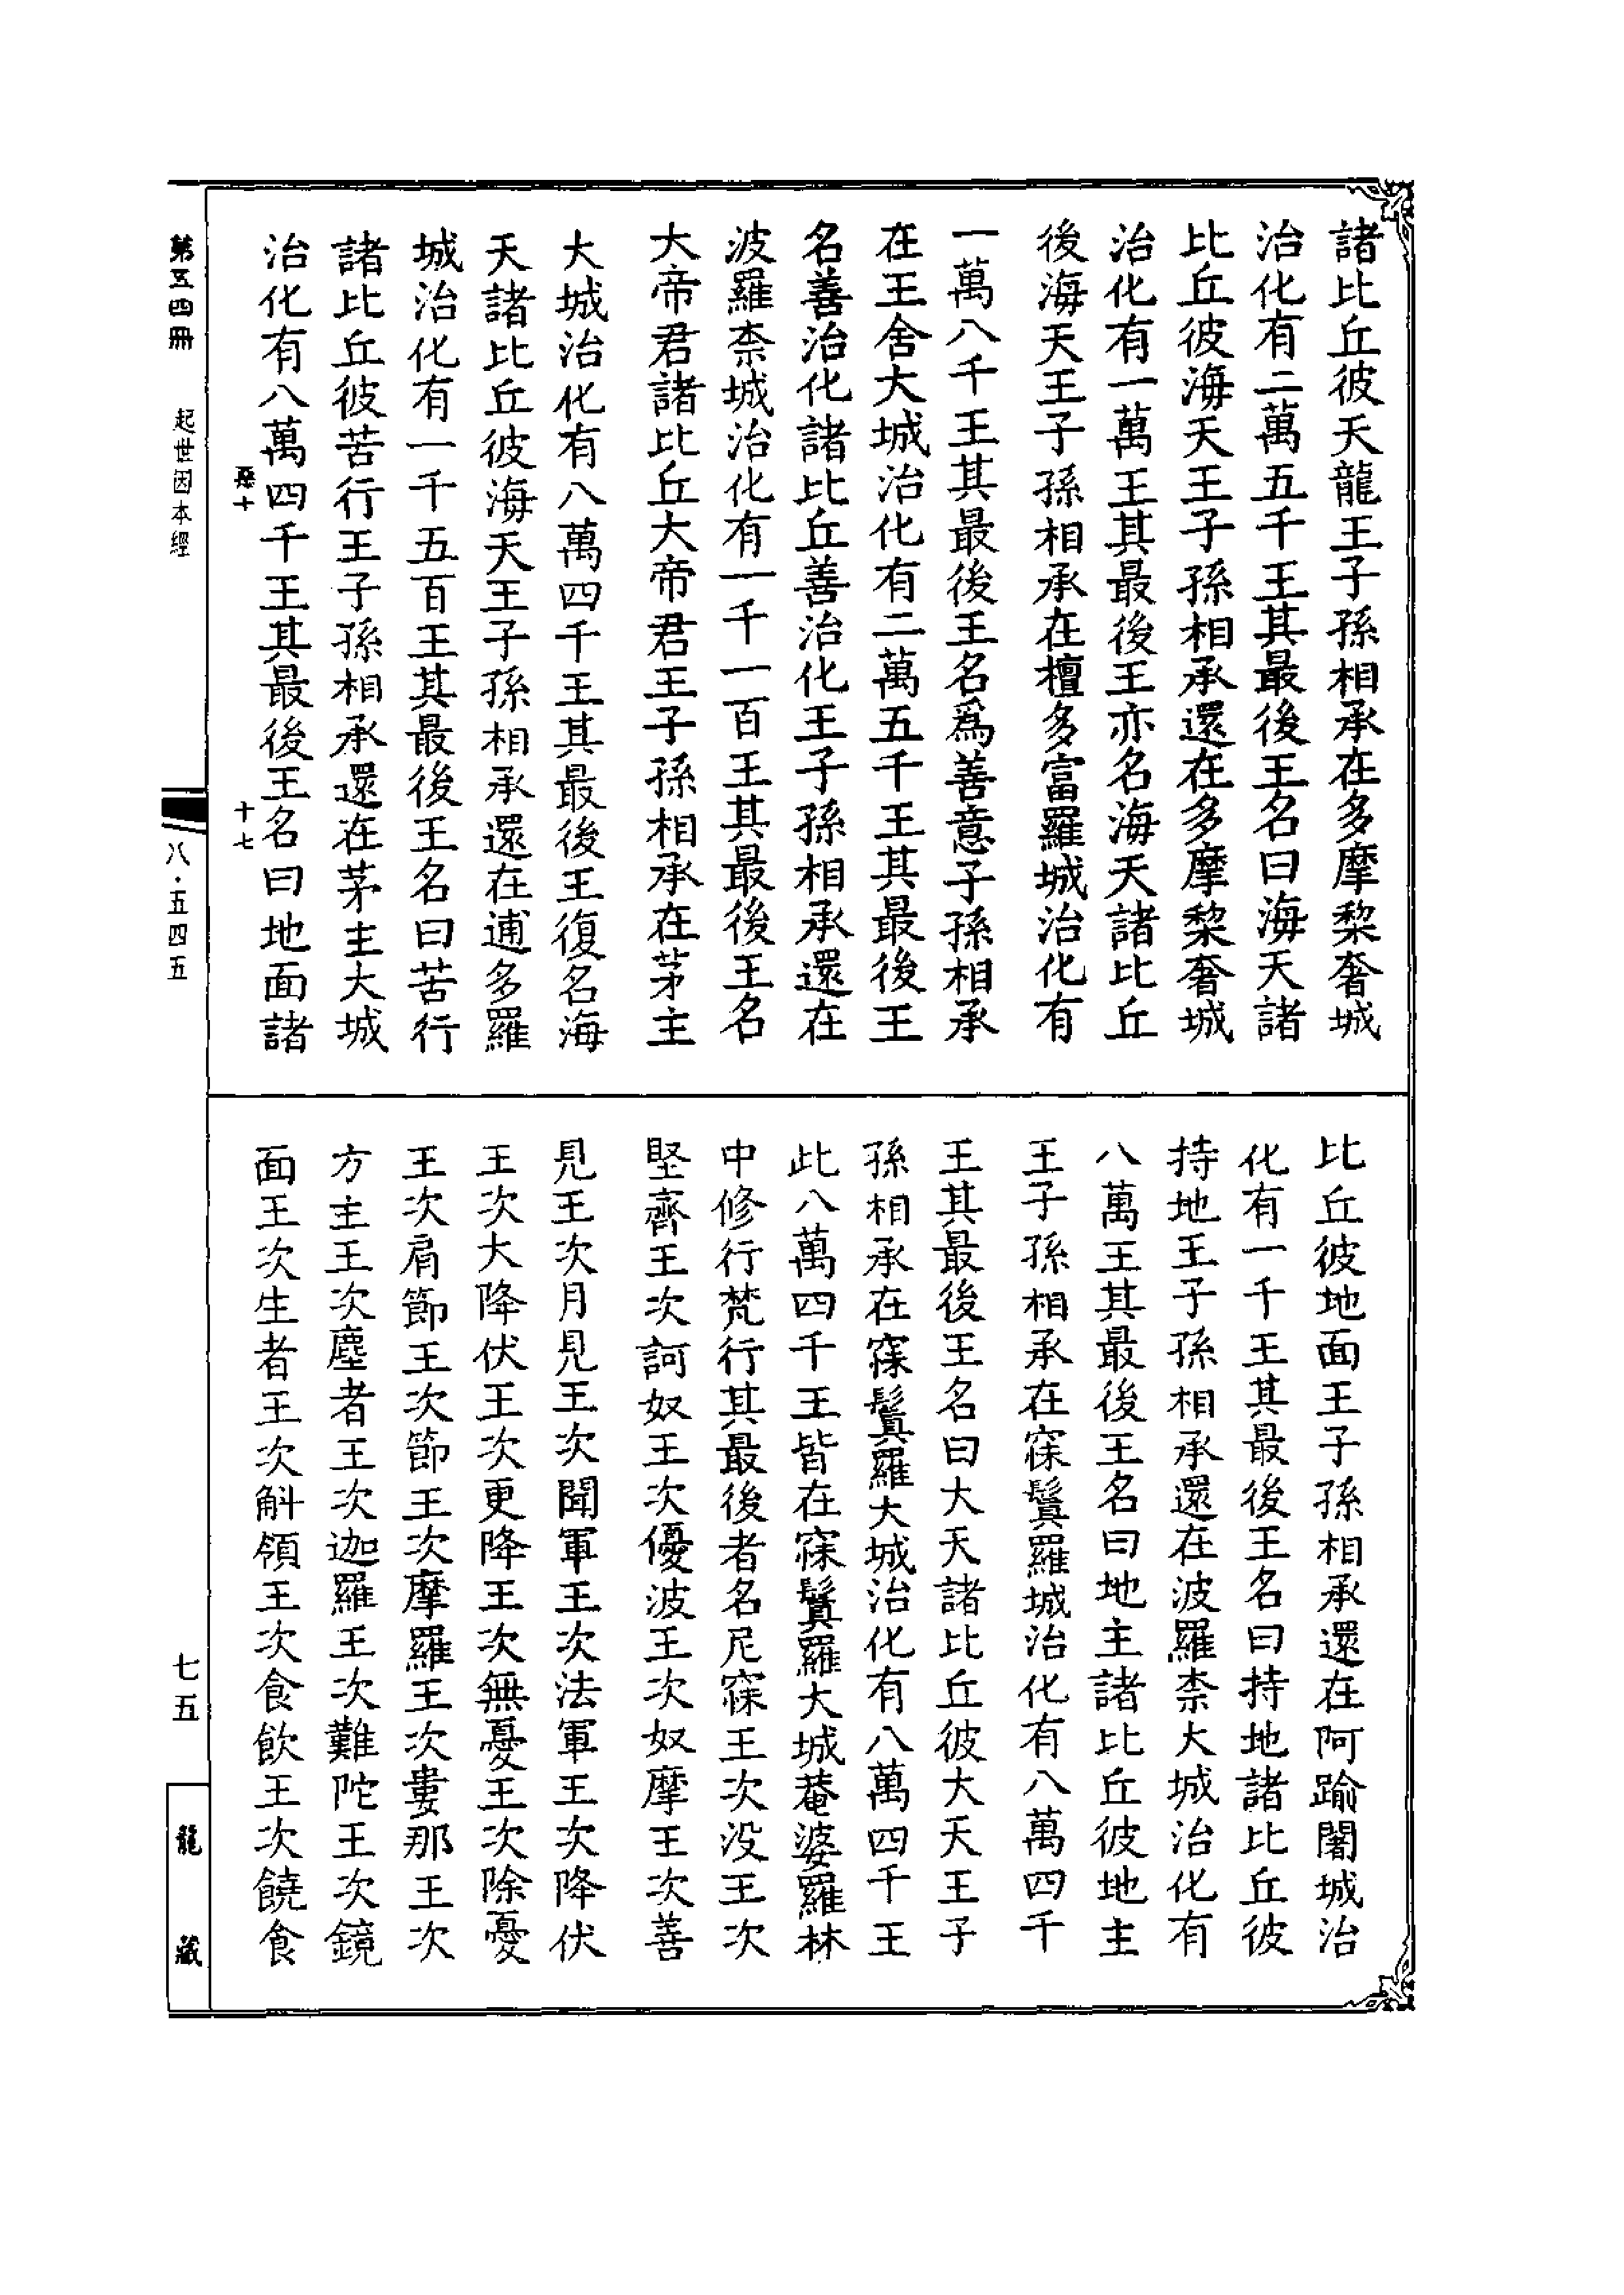 諸比丘彼天龍王子孫相承在多摩棃奢城
治化有二萬五千王其最後王名曰海天諸
比丘彼海天王子孫相承還在多摩棃奢城
治化有一萬王其最後王亦名海天諸比丘
後海天王子孫相承在檀多富羅城治化有
一萬八千王其最後王名爲善意子孫相承
在王舍大城治化有二萬五千王其最後王
名善治化諸比丘善治化王子孫相承還在
波羅柰城治化有一千一百王其最後王名
大帝君諸比丘大帝君王子孫相承在茅主
大城治化有八萬四千王其最後王復名海
天諸比丘彼海天王子孫相承還在逋多羅
城治化有一千五百王其最後王名曰苦行
諸比丘彼苦行王子孫相承還在茅主大城
治化有八萬四千王其最後王名曰地面諸
比丘彼地面王子孫相承還在阿踰闍城治
化有一千王其最後王名曰持地諸比丘彼
持地王子孫相承還在波羅柰大城治化有
八萬王其最後王名曰地主諸比丘彼地主
王子孫相承在寐鬢羅城治化有八萬四千
王其最後王名曰大天諸比丘彼大天王子
孫相承在寐鬢羅大城治化有八萬四千王
此八萬四千王皆在寐鬢羅大城菴婆羅林
中修行梵行其最後者名尼寐王次没王次
堅齊王次訶奴王次優波王次奴摩王次善
見王次月見王次聞軍王次法軍王次降伏
王次大降伏王次更降王次無憂王次除憂
王次肩節王次節王次摩羅王次婁那王次
方主王次塵者王次迦羅王次難陀王次鏡
面王次生者王次斛領王次食飲王次饒食
惡十
十七
第五四冊
起世因本經
八·五四五
七五
龍藏